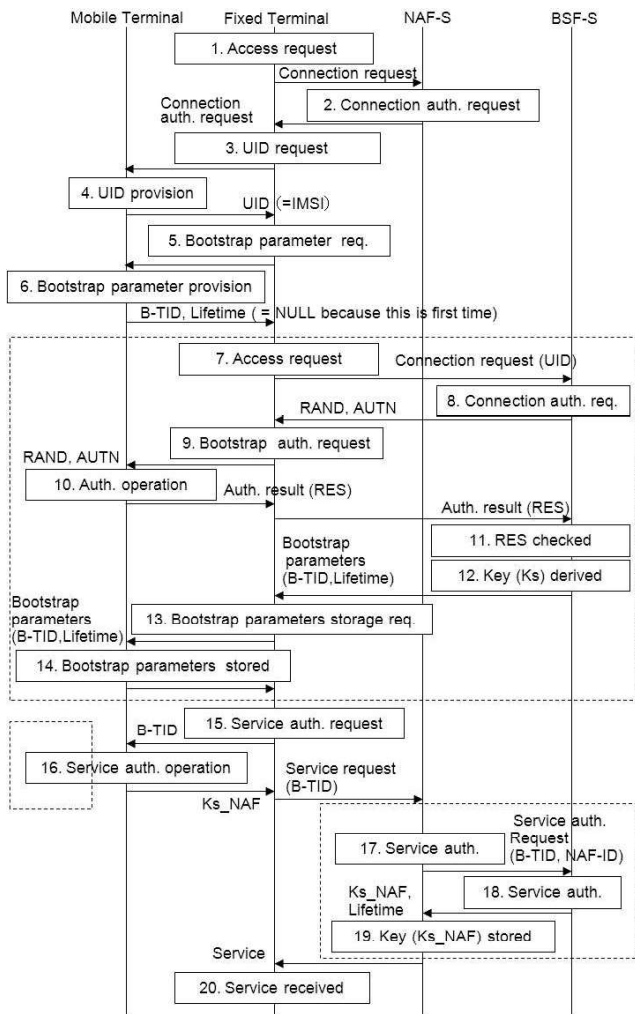 Mobile Terminal Fixed Terminal NAF-S BSF-S
1. Access request
Connection request
2. Connection auth. request
Connection
auth. request
3. UID request
4. UID provision
UID (=IMSI)
5. Bootstrap parameter req.
6. Bootstrap parameter provision
B-TID, Lifetime ( = NULL because this is first time)
7. Access request
Connection request (UID)
8. Connection auth. req.
RAND, AUTN
9. Bootstrap auth. request
RAND, AUTN
10. Auth. operation
Auth. result (RES)
Auth. result (RES)
11. RES checked
Bootstrap
parameters
(B-TID,Lifetime)
12. Key (Ks) derived
Bootstrap
parameters
(B-TID,Lifetime)
13. Bootstrap parameters storage req.
14. Bootstrap parameters stored
15. Service auth. request
B-TID
16. Service auth. operation
Service request
(B-TID)
Ks_NAF
Service auth.
Request
(B-TID, NAF-ID)
17. Service auth.
18. Service auth.
Ks_NAF,
Lifetime
19. Key (Ks_NAF) stored
Service
20. Service received